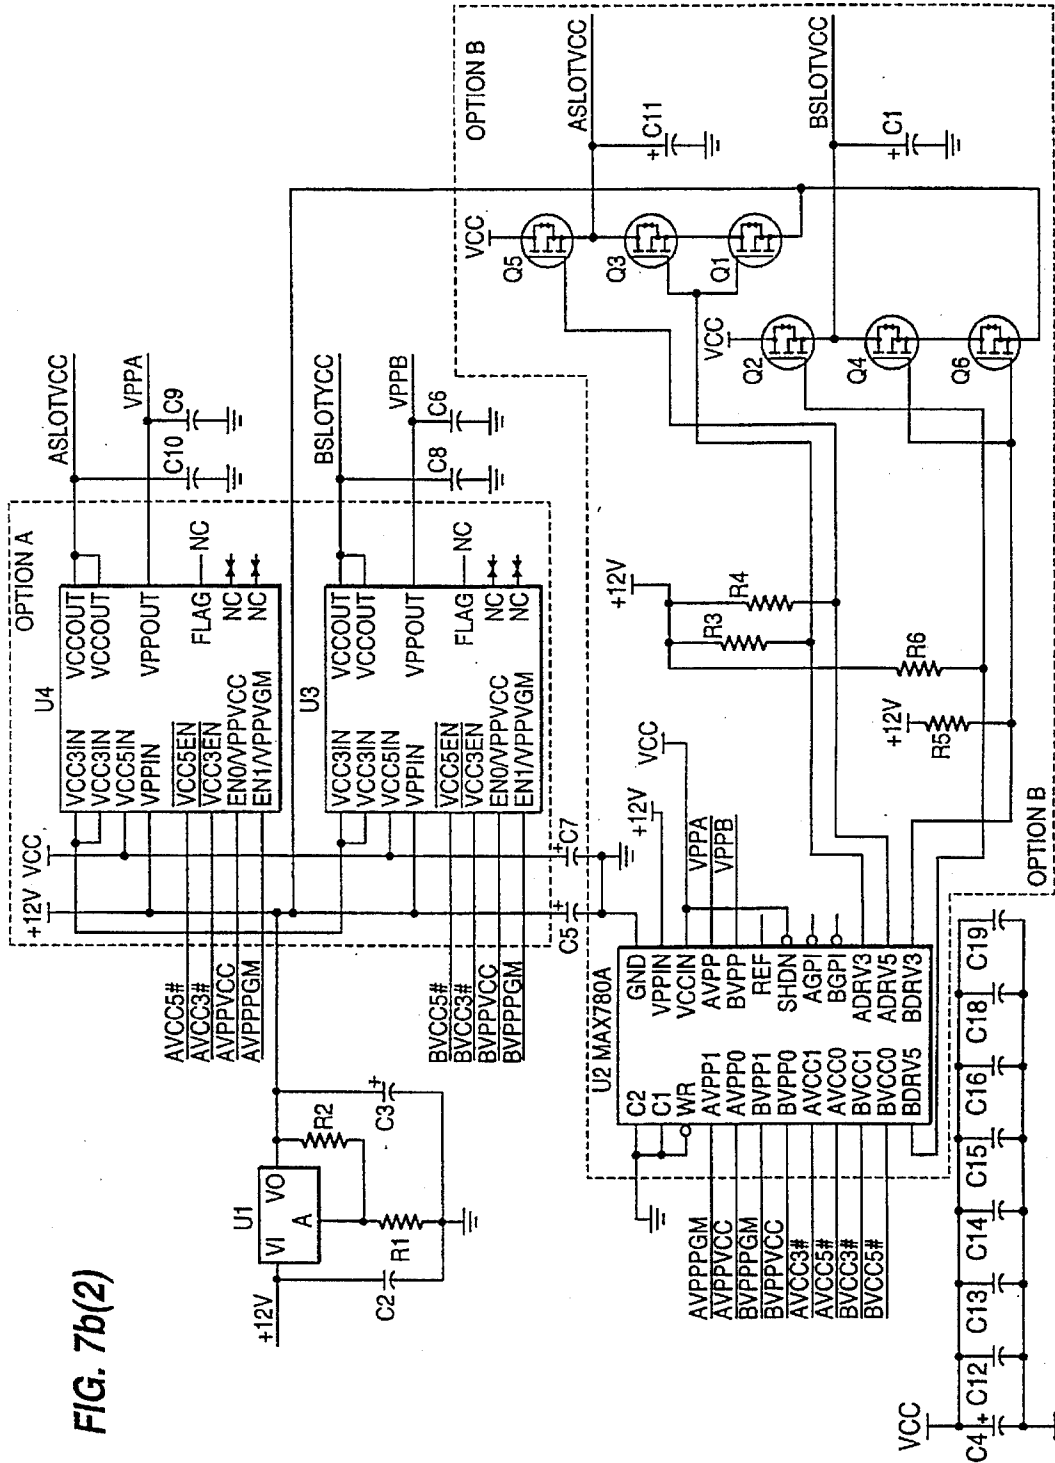 FIG. 7b(2)
OPTION A
+12V VCC
U4
VCC3IN VCCOUT
VCC3IN VCCOUT
VCC5IN
VPPIN VPPOUT
VCC5EN
VCC3EN FLAG NC
EN0/VPPVCC NC
EN1/VPPVGM NC
AVCC5#
AVCC3#
AVPPVCC
AVPPPGM
ASLOTVCC
VPPA
C10 C9
U3
VCC3IN VCCOUT
VCC3IN VCCOUT
VCC5IN
VPPIN VPPOUT
VCC5EN
VCC3EN FLAG NC
EN0/VPPVCC NC
EN1/VPPVGM NC
BVCC5#
BVCC3#
BVPPVCC
BVPPPGM
BSLOTYCC
VPPB
C8 C6
C5 + C7 +
+12V
U1
VI VO
A
R2
R1
C2
C3 +
OPTION B
VCC
Q5
Q3
Q1
ASLOTVCC
+ C11
VCC
Q2
Q4
Q6
BSLOTVCC
+ C1
+12V
R3 R4
R6
+12V
R5
U2 MAX780A
+12V
VCC
C2 GND
C1 VPPIN
WR VCCIN
AVPP1 AVPP VPPA
AVPP0 BVPP VPPB
BVPP1 REF
BVPP0 SHDN
AVCC1 AGPI
AVCC0 BGPI
BVCC1 ADRV3
BVCC0 ADRV5
BDRV5 BDRV3
AVPPPGM
AVPPVCC
BVPPPGM
BVPPVCC
AVCC3#
AVCC5#
BVCC3#
BVCC5#
OPTION B
VCC
C4 + C12 C13 C14 C15 C16 C18 C19